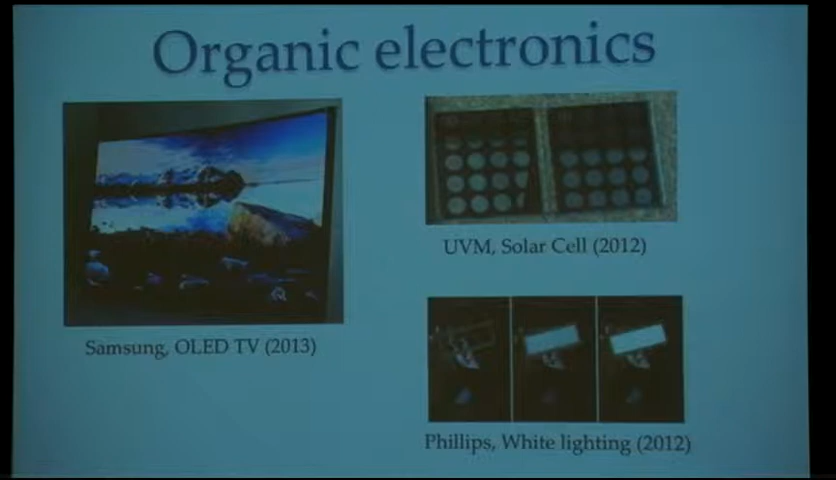 Organic electronics
Samsung, OLED TV (2013)
UVM, Solar Cell (2012)
Phillips, White lighting (2012)